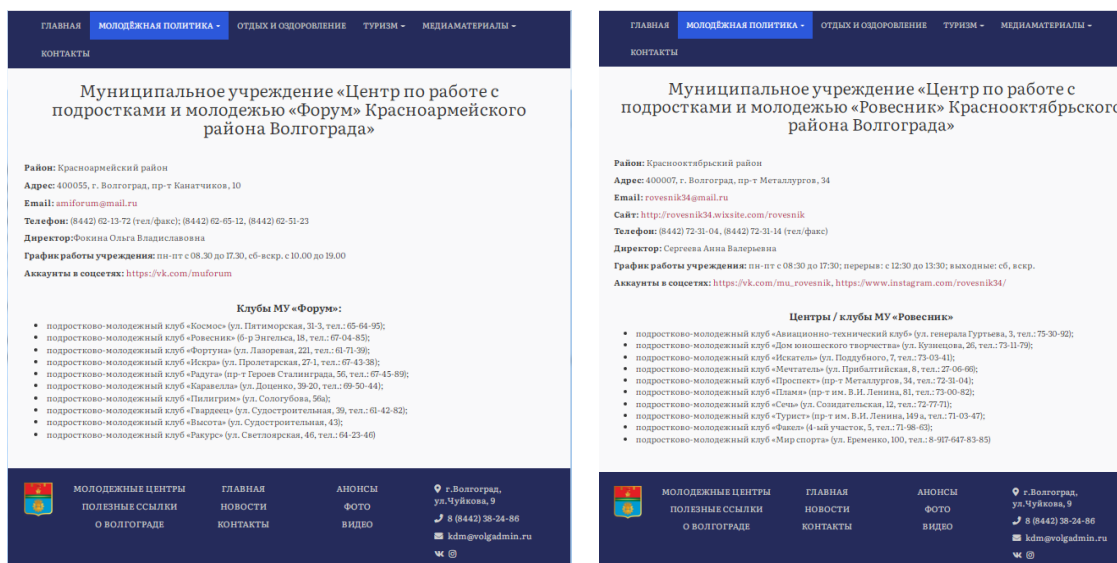 ГЛАВНАЯ МОЛОДЁЖНАЯ ПОЛИТИКА ОТДЫХ И ОЗДОРОВЛЕНИЕ ТУРИЗМ МЕДИАМАТЕРИАЛЫ
КОНТАКТЫ
Муниципальное учреждение «Центр по работе с
подростками и молодежью «Форум» Красноармейского
района Волгограда»
Район: Красноармейский район
Адрес: 400055, г. Волгоград, пр-т Канатчиков, 10
Email: amiforum@mail.ru
Телефон: (8442) 62-13-72 (тел/факс); (8442) 62-65-12, (8442) 62-51-23
Директор:Фокина Ольга Владиславовна
График работы учреждения: пн-пт с 08.30 до 17.30, сб-вскр. с 10.00 до 19.00
Аккаунты в соцсетях: https://vk.com/muforum
Клубы МУ «Форум»:
подростково-молодежный клуб «Космос» (ул. Пятиморская, 31-3, тел.: 65-64-95);
подростково-молодежный клуб «Ровесник» (б-р Энгельса, 18, тел.: 67-04-85);
подростково-молодежный клуб «Фортуна» (ул. Лазоревая, 221, тел.: 61-71-39);
подростково-молодежный клуб «Искра» (ул. Пролетарская, 27-1, тел.: 67-43-38);
подростково-молодежный клуб «Радуга» (пр-т Героев Сталинграда, 56, тел.: 67-45-89);
подростково-молодежный клуб «Каравелла» (ул. Доценко, 39-20, тел.: 69-50-44);
подростково-молодежный клуб «Пилигрим» (ул. Сологубова, 56а);
подростково-молодежный клуб «Гвардеец» (ул. Судостроительная, 39, тел.: 61-42-82);
подростково-молодежный клуб «Высота» (ул. Судостроительная, 43);
подростково-молодежный клуб «Ракурс» (ул. Светлоярская, 46, тел.: 64-23-46)
МОЛОДЕЖНЫЕ ЦЕНТРЫ ГЛАВНАЯ АНОНСЫ г.Волгоград,
ул.Чуйкова, 9
ПОЛЕЗНЫЕ ССЫЛКИ НОВОСТИ ФОТО
8 (8442) 38-24-86
О ВОЛГОГРАДЕ КОНТАКТЫ ВИДЕО
kdm@volgadmin.ru
ГЛАВНАЯ МОЛОДЁЖНАЯ ПОЛИТИКА ОТДЫХ И ОЗДОРОВЛЕНИЕ ТУРИЗМ МЕДИАМАТЕРИАЛЫ
КОНТАКТЫ
Муниципальное учреждение «Центр по работе с
подростками и молодежью «Ровесник» Краснооктябрьского
района Волгограда»
Район: Краснооктябрьский район
Адрес: 400007, г. Волгоград, пр-т Металлургов, 34
Email: rovesnik34@mail.ru
Сайт: http://rovesnik34.wixsite.com/rovesnik
Телефон: (8442) 72-31-04, (8442) 72-31-14 (тел/факс)
Директор: Сергеева Анна Валерьевна
График работы учреждения: пн-пт с 08:30 до 17:30; перерыв: с 12:30 до 13:30; выходные: сб, вскр.
Аккаунты в соцсетях: https://vk.com/mu_rovesnik, https://www.instagram.com/rovesnik34/
Центры / клубы МУ «Ровесник»
подростково-молодежный клуб «Авиационно-технический клуб» (ул. генерала Гуртьева, 3, тел.: 75-30-92);
подростково-молодежный клуб «Дом юношеского творчества» (ул. Кузнецова, 26, тел.: 73-11-79);
подростково-молодежный клуб «Искатель» (ул. Поддубного, 7, тел.: 73-03-41);
подростково-молодежный клуб «Мечтатель» (ул. Прибалтийская, 8, тел.: 27-06-66);
подростково-молодежный клуб «Проспект» (пр-т Металлургов, 34, тел.: 72-31-04);
подростково-молодежный клуб «Пламя» (пр-т им. В.И. Ленина, 81, тел.: 73-00-82);
подростково-молодежный клуб «Сечь» (ул. Созидательская, 12, тел.: 72-77-71);
подростково-молодежный клуб «Турист» (пр-т им. В.И. Ленина, 149 а, тел.: 71-03-47);
подростково-молодежный клуб «Факел» (4-ый участок, 5, тел.: 71-98-63);
подростково-молодежный клуб «Мир спорта» (ул. Еременко, 100, тел.: 8-917-647-83-85)
МОЛОДЕЖНЫЕ ЦЕНТРЫ ГЛАВНАЯ АНОНСЫ г.Волгоград,
ул.Чуйкова, 9
ПОЛЕЗНЫЕ ССЫЛКИ НОВОСТИ ФОТО
8 (8442) 38-24-86
О ВОЛГОГРАДЕ КОНТАКТЫ ВИДЕО
kdm@volgadmin.ru